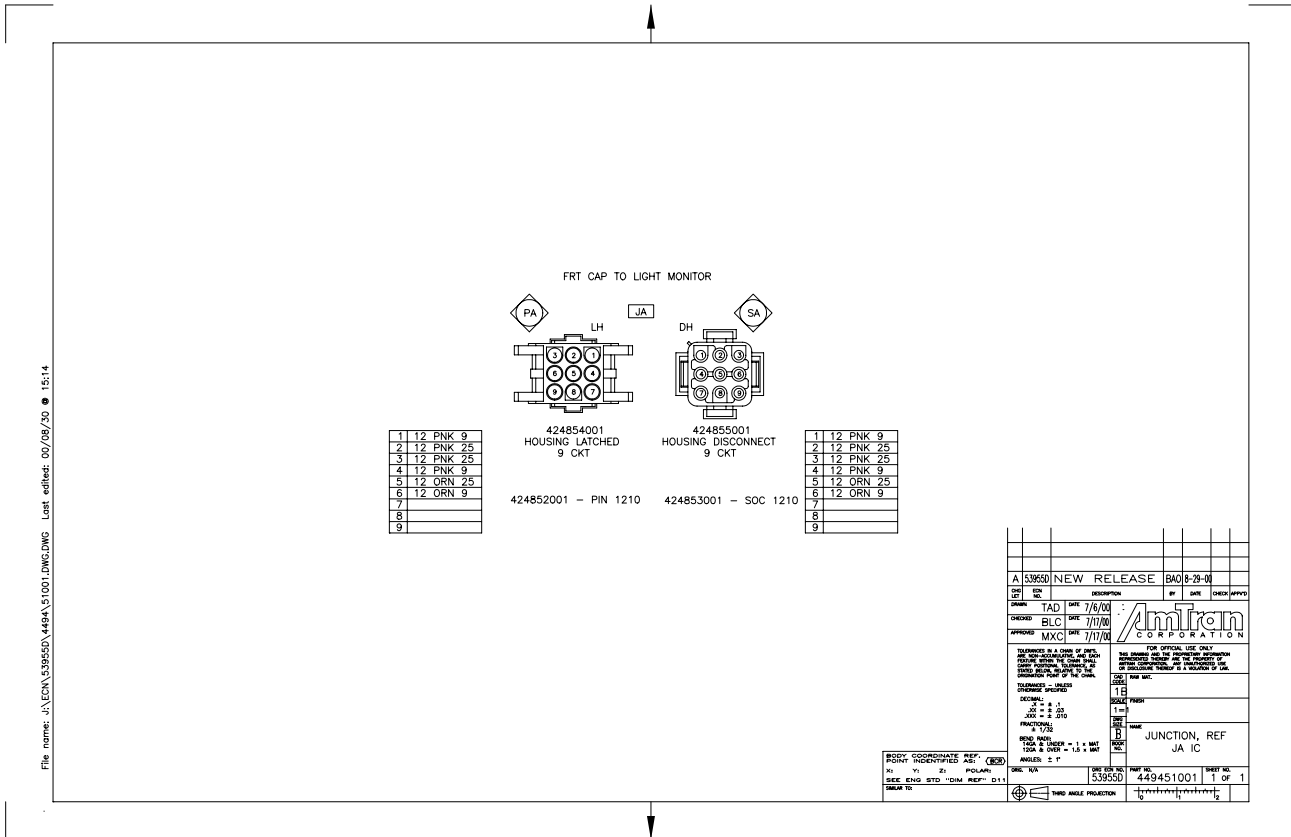 File name: J:\ECN\53955D\4494\51001.DWG.DWG Last edited: 00/08/30 @ 15:14
FRT CAP TO LIGHT MONITOR
PA
JA
SA
LH
DH
3 2 1
6 5 4
9 8 7
1 2 3
4 5 6
7 8 9
424854001
HOUSING LATCHED
9 CKT
424855001
HOUSING DISCONNECT
9 CKT
1 12 PNK 9
2 12 PNK 25
3 12 PNK 25
4 12 PNK 9
5 12 ORN 25
6 12 ORN 9
7
8
9
424852001 - PIN 1210
424853001 - SOC 1210
1 12 PNK 9
2 12 PNK 25
3 12 PNK 25
4 12 PNK 9
5 12 ORN 25
6 12 ORN 9
7
8
9
A 53955D NEW RELEASE BAO 8-29-00
CHG LET ECN NO. DESCRIPTION BY DATE CHECK APPV'D
DRAWN TAD DATE 7/6/00
CHECKED BLC DATE 7/17/00
APPROVED MXC DATE 7/17/00
AmTran
CORPORATION
TOLERANCES IN A CHAIN OF DIM'S.
ARE NON-ACCUMULATIVE, AND EACH
FEATURE WITHIN THE CHAIN SHALL
CARRY POSITIONAL TOLERANCE, AS
STATED BELOW, RELATIVE TO THE
ORIGINATION POINT OF THE CHAIN.
TOLERANCES - UNLESS
OTHERWISE SPECIFIED
DECIMAL:
.X = ± .1
.XX = ± .03
.XXX = ± .010
FRACTIONAL:
± 1/32
BEND RADII:
14GA & UNDER = 1 x MAT
12GA & OVER = 1.5 x MAT
ANGLES: ± 1°
FOR OFFICIAL USE ONLY
THIS DRAWING AND THE PROPRIETARY INFORMATION
REPRESENTED THEREBY ARE THE PROPERTY OF
AMTRAN CORPORATION. ANY UNAUTHORIZED USE
OR DISCLOSURE THEREOF IS A VIOLATION OF LAW.
CAD CODE 1B
RAW MAT.
SCALE 1=1
FINISH
DWG SIZE B
BOOK NO.
NAME
JUNCTION, REF
JA IC
BODY COORDINATE REF.
POINT INDENTIFIED AS: BCR
X: Y: Z: POLAR:
SEE ENG STD "DIM REF" D11
SIMILAR TO:
ORIG. N/A
ORG ECN NO. 53955D
PART NO. 449451001
SHEET NO. 1 OF 1
THIRD ANGLE PROJECTION
0 1 2